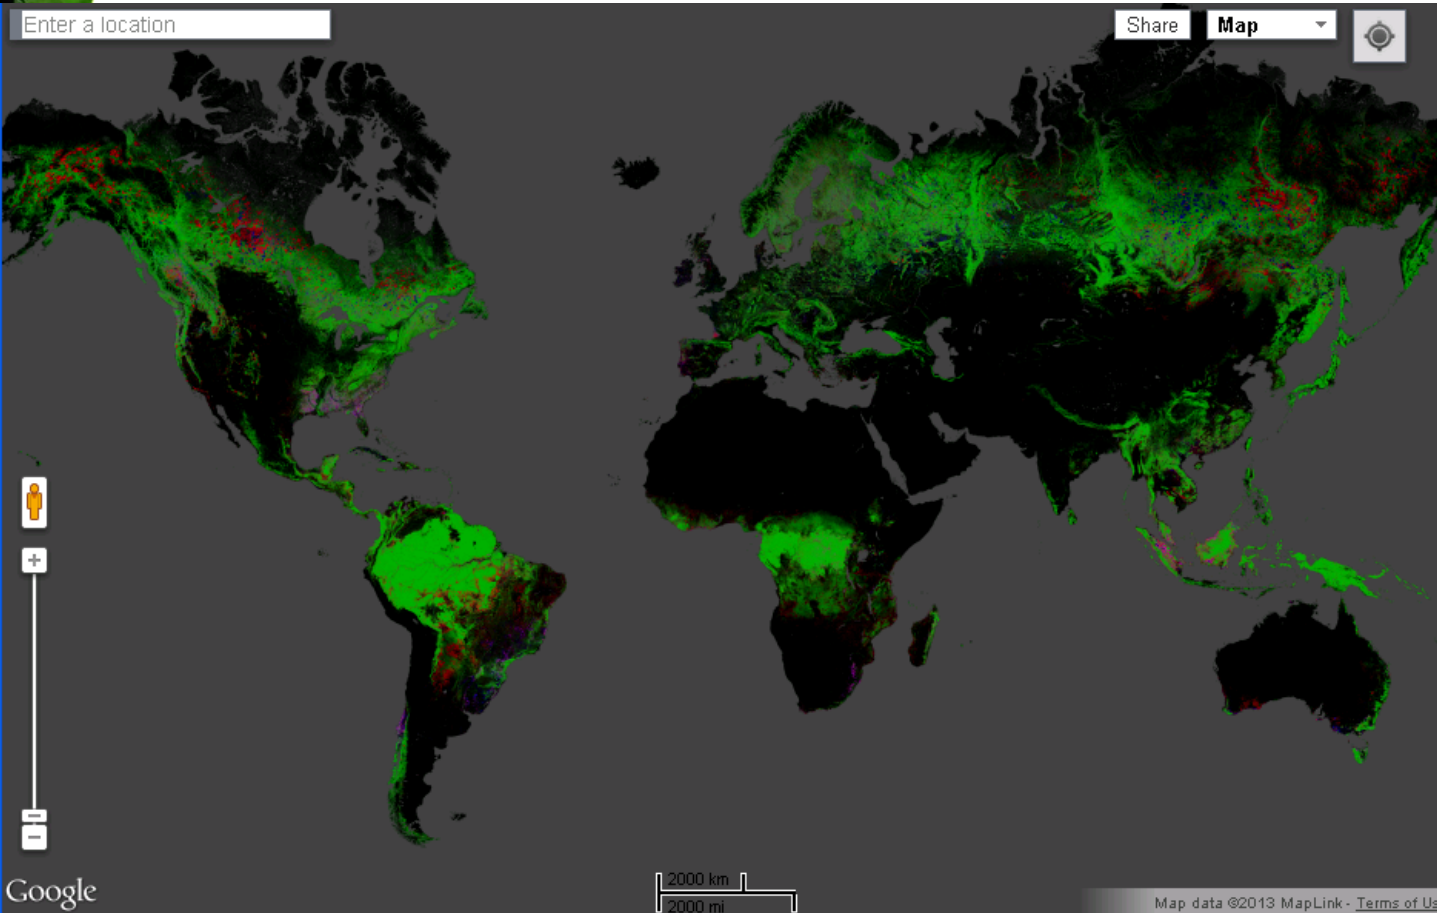 Enter a location
Share
Map
+
−
Google
2000 km
2000 mi
Map data ©2013 MapLink - Terms of Us